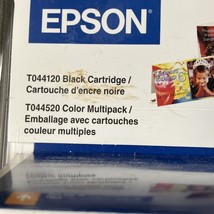 EPSON
T044120 Black Cartridge /
Cartouche d'encre noire
T044520 Color Multipack /
Emballage avec cartouches
couleur multiples